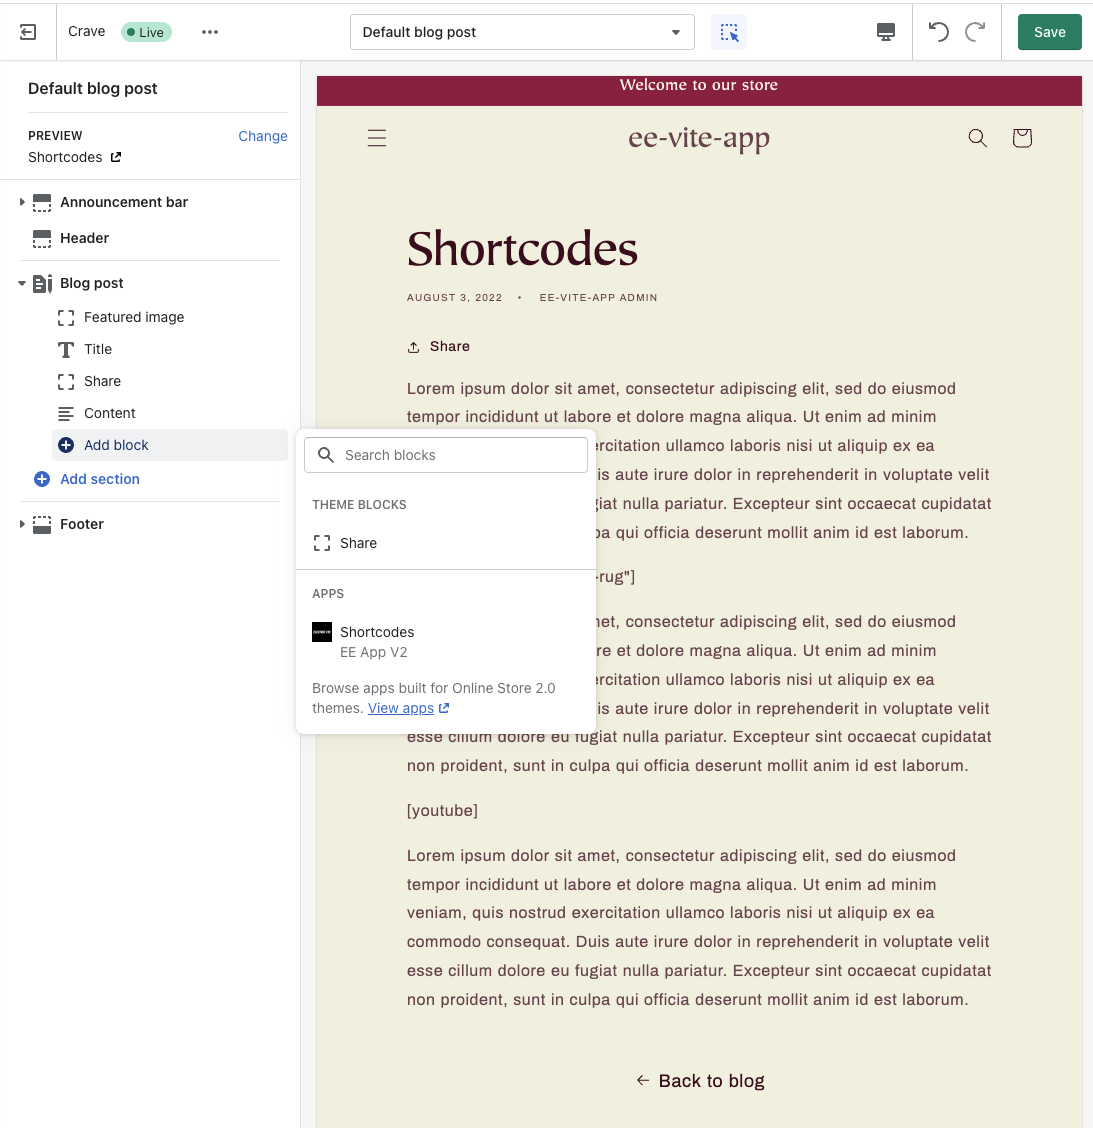 Crave
Live
Default blog post
Save
Default blog post
PREVIEW
Change
Shortcodes
Announcement bar
Header
Blog post
Featured image
Title
Share
Content
Add block
Add section
Footer
Search blocks
THEME BLOCKS
Share
APPS
Shortcodes
EE App V2
Browse apps built for Online Store 2.0
themes. View apps
Welcome to our store
ee-vite-app
Shortcodes
AUGUST 3, 2022 • EE-VITE-APP ADMIN
Share
Lorem ipsum dolor sit amet, consectetur adipiscing elit, sed do eiusmod
tempor incididunt ut labore et dolore magna aliqua. Ut enim ad minim
ercitation ullamco laboris nisi ut aliquip ex ea
is aute irure dolor in reprehenderit in voluptate velit
giat nulla pariatur. Excepteur sint occaecat cupidatat
pa qui officia deserunt mollit anim id est laborum.
-rug"]
net, consectetur adipiscing elit, sed do eiusmod
re et dolore magna aliqua. Ut enim ad minim
ercitation ullamco laboris nisi ut aliquip ex ea
is aute irure dolor in reprehenderit in voluptate velit
esse cillum dolore eu fugiat nulla pariatur. Excepteur sint occaecat cupidatat
non proident, sunt in culpa qui officia deserunt mollit anim id est laborum.
[youtube]
Lorem ipsum dolor sit amet, consectetur adipiscing elit, sed do eiusmod
tempor incididunt ut labore et dolore magna aliqua. Ut enim ad minim
veniam, quis nostrud exercitation ullamco laboris nisi ut aliquip ex ea
commodo consequat. Duis aute irure dolor in reprehenderit in voluptate velit
esse cillum dolore eu fugiat nulla pariatur. Excepteur sint occaecat cupidatat
non proident, sunt in culpa qui officia deserunt mollit anim id est laborum.
Back to blog